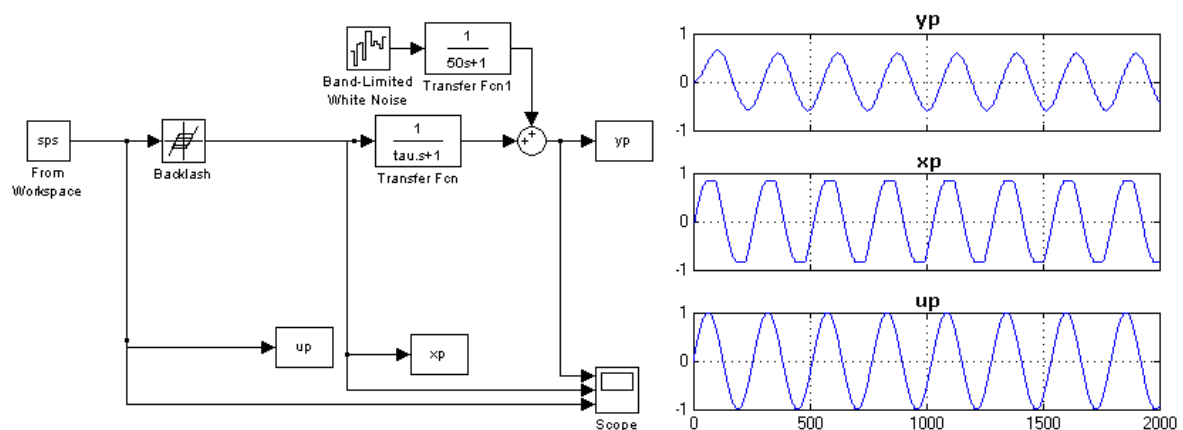 1
50s+1
Band-Limited
White Noise
Transfer Fcn1
sps
From
Workspace
Backlash
1
tau.s+1
Transfer Fcn
+
+
yp
up
xp
Scope
yp
1
0
-1
xp
1
0
-1
up
1
0
-1
0
500
1000
1500
2000